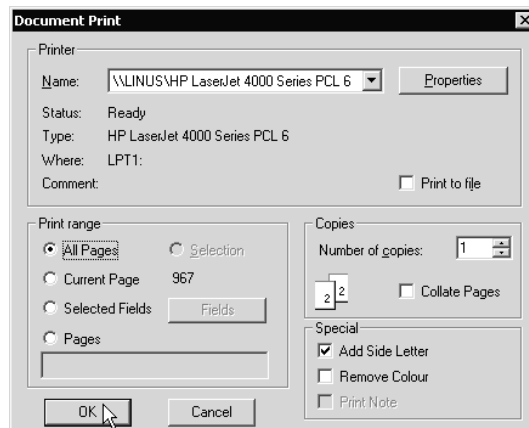 Document Print
Printer
Name: \\LINUS\HP LaserJet 4000 Series PCL 6 Properties
Status: Ready
Type: HP LaserJet 4000 Series PCL 6
Where: LPT1:
Comment: Print to file
Print range
All Pages Selection
Current Page 967
Selected Fields Fields
Pages
Copies
Number of copies: 1
2 2
Collate Pages
Special
Add Side Letter
Remove Colour
Print Note
OK Cancel